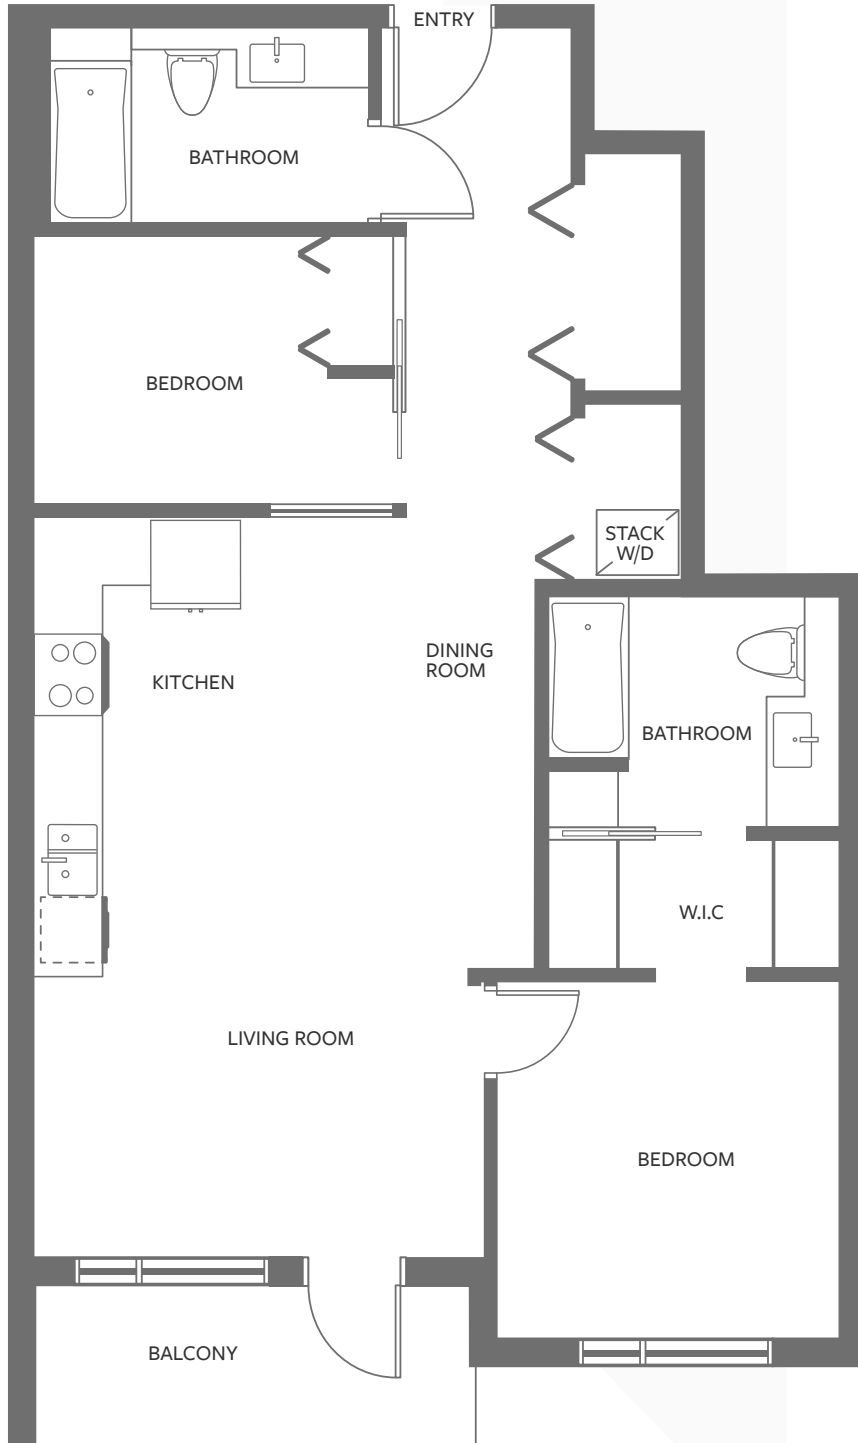 ENTRY
BATHROOM
BEDROOM
STACK
W/D
DINING
ROOM
KITCHEN
BATHROOM
W.I.C
LIVING ROOM
BEDROOM
BALCONY